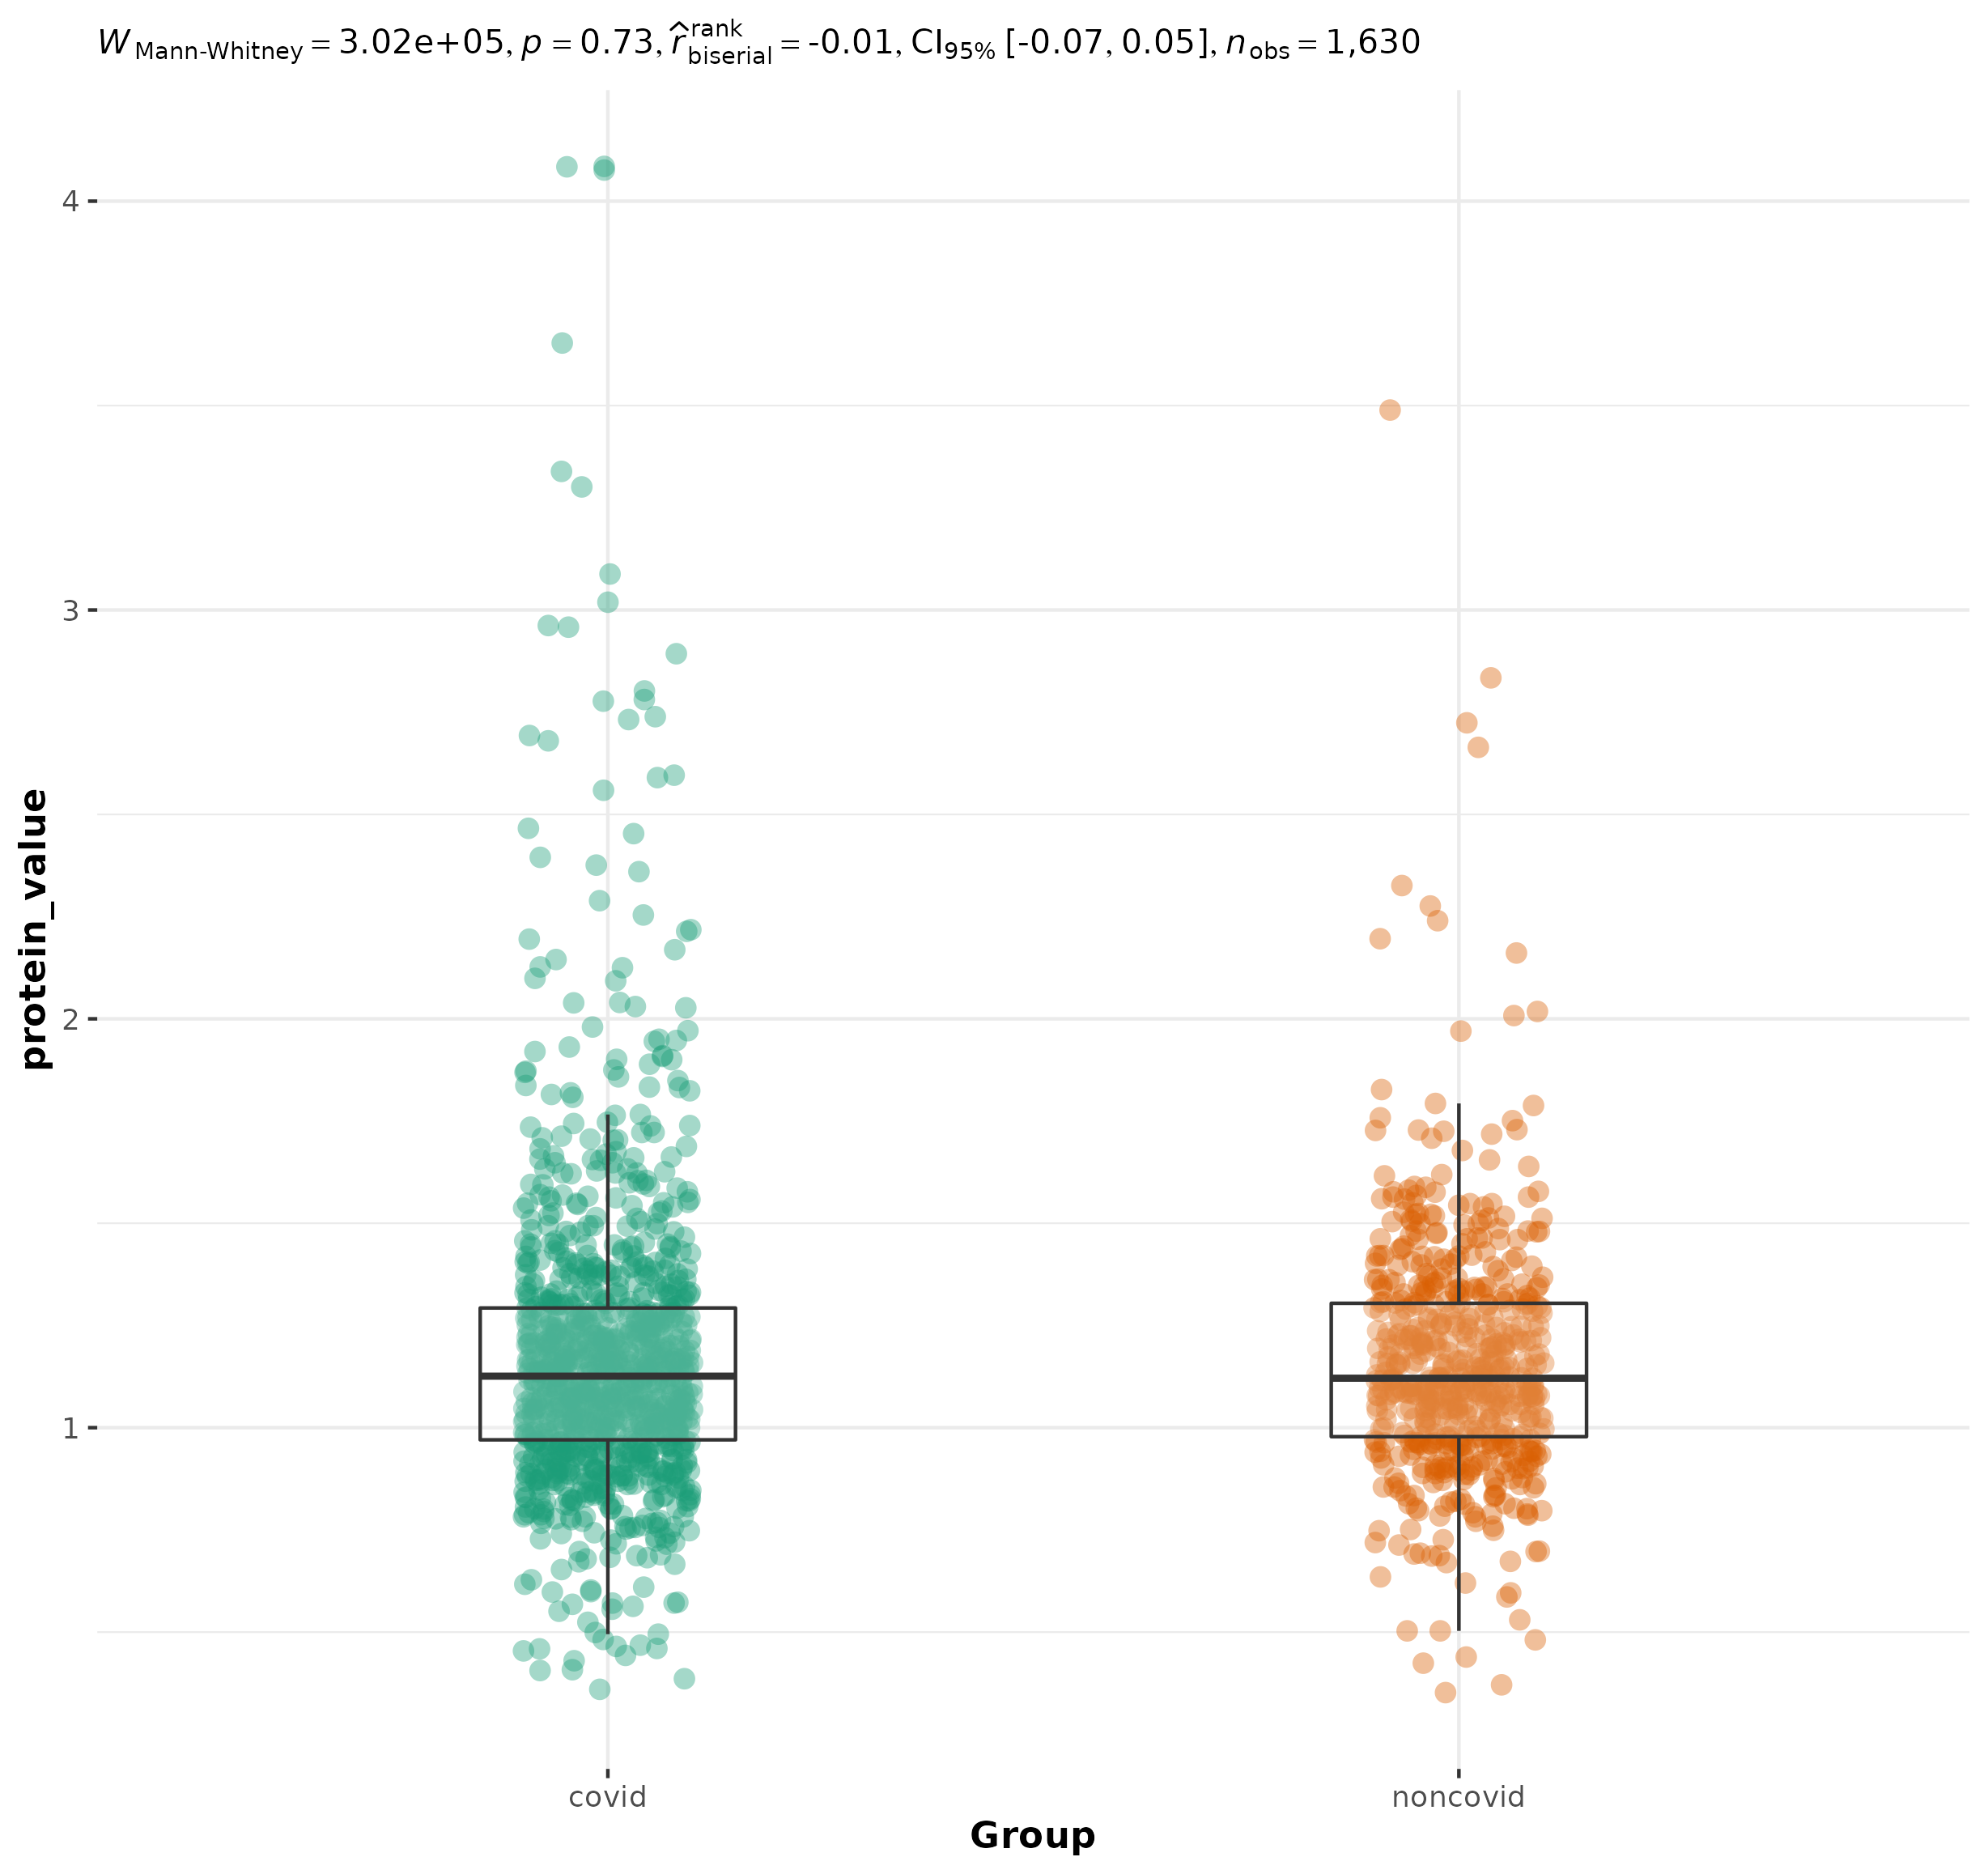 W Mann-Whitney = 3.02e+05, p = 0.73, r̂ rank biserial = -0.01, CI95% [-0.07, 0.05], n obs = 1,630
4
3
2
1
protein_value
covid noncovid
Group